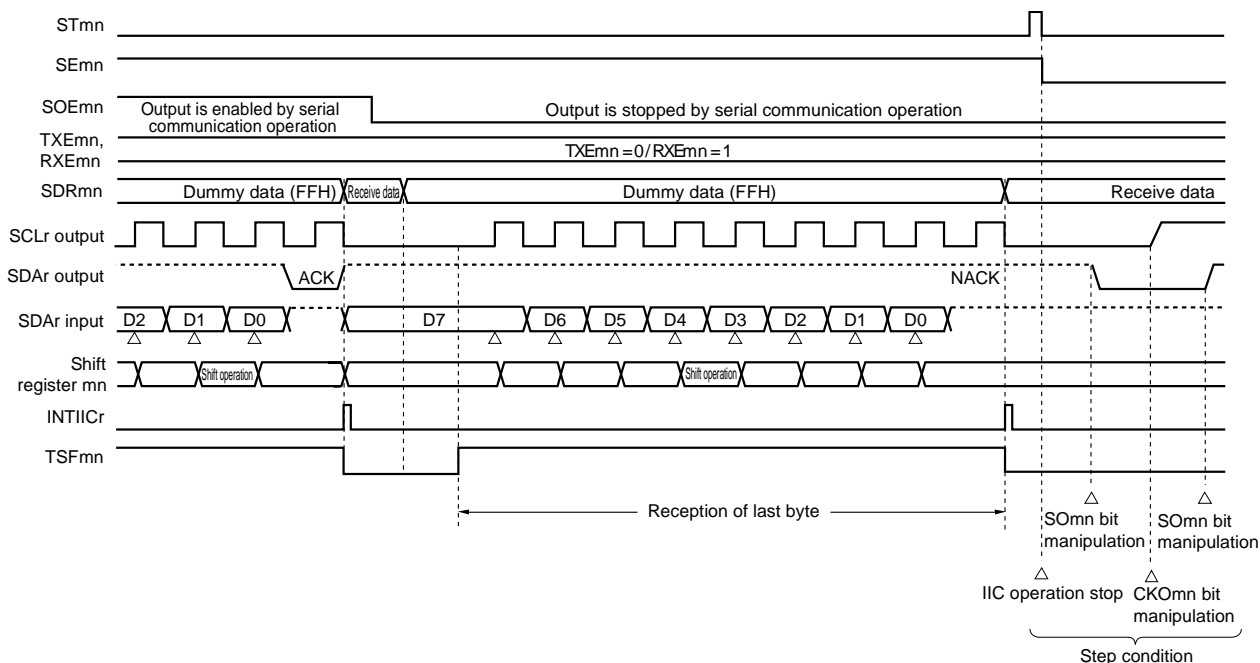 STmn
SEmn
SOEmn
Output is enabled by serial
communication operation
Output is stopped by serial communication operation
TXEmn,
RXEmn
TXEmn=0/RXEmn=1
SDRmn
Dummy data (FFH)
Receive data
Dummy data (FFH)
Receive data
SCLr output
SDAr output
ACK
NACK
SDAr input
D2
D1
D0
D7
D6
D5
D4
D3
D2
D1
D0
Shift
register mn
Shift operation
Shift operation
INTIICr
TSFmn
Reception of last byte
SOmn bit
manipulation
SOmn bit
manipulation
IIC operation stop
CKOmn bit
manipulation
Step condition